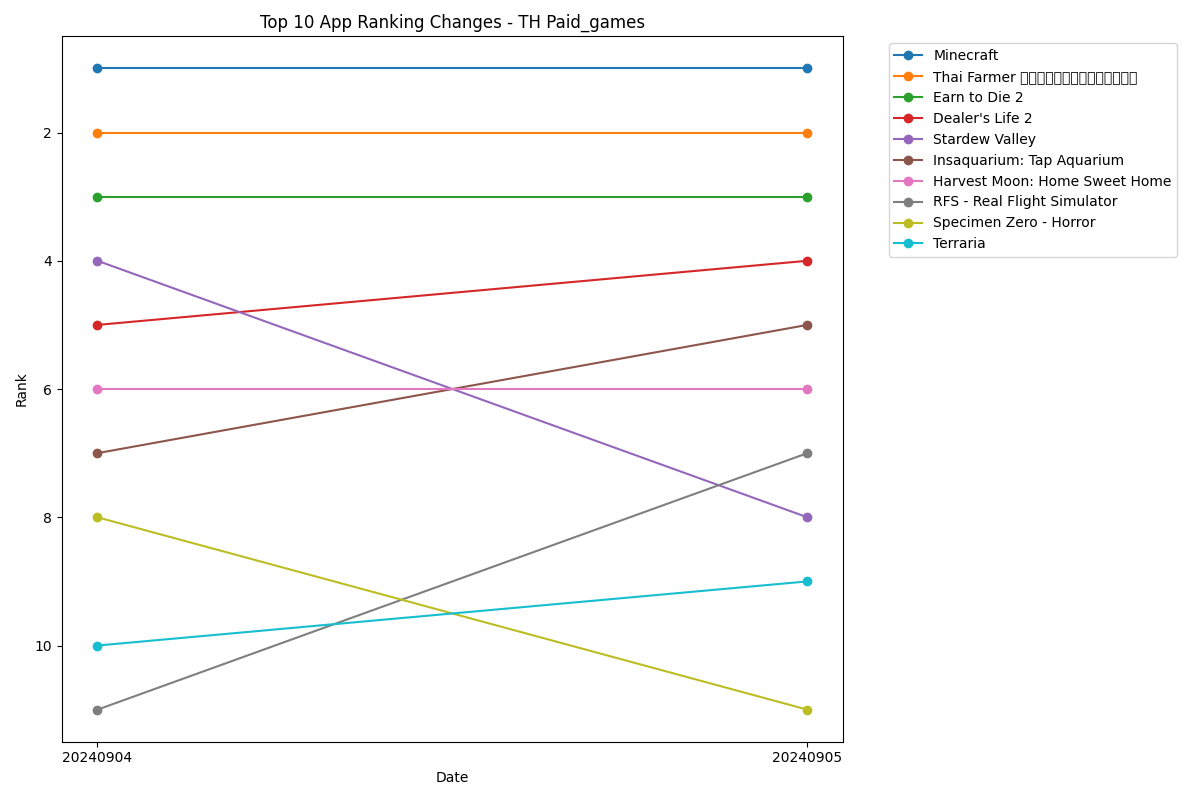 Top 10 App Ranking Changes - TH Paid_games
Minecraft
Thai Farmer
Earn to Die 2
Dealer's Life 2
Stardew Valley
Insaquarium: Tap Aquarium
Harvest Moon: Home Sweet Home
RFS - Real Flight Simulator
Specimen Zero - Horror
Terraria
2
4
6
8
10
Rank
20240904
20240905
Date